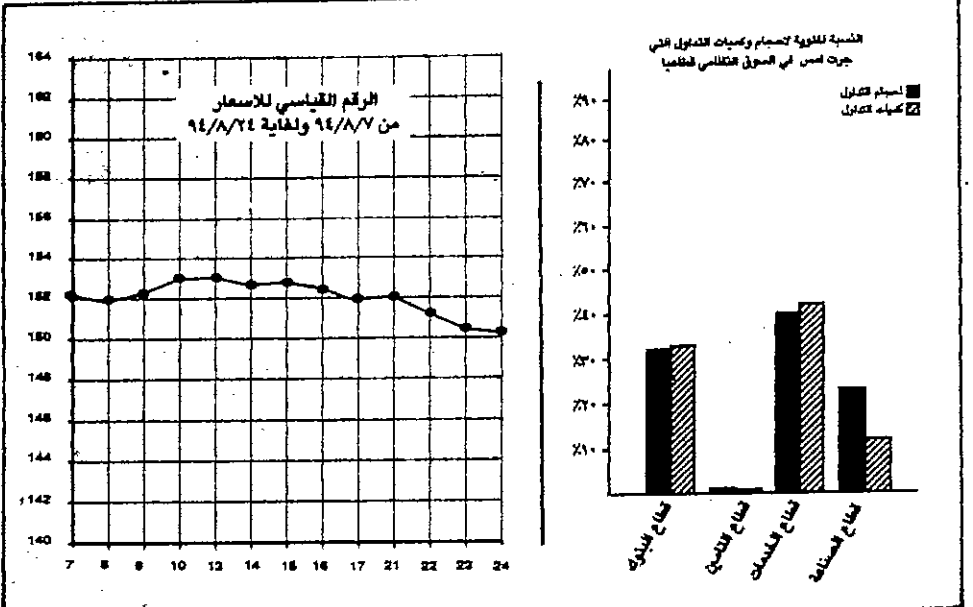 النسبة المئوية لاحجام وكميات التداول التي
جرت امس في السوق النظامي قطاعيا
احجام التداول
كميات التداول
٪٩٠
٪٨٠
٪٧٠
٪٦٠
٪٥٠
٪٤٠
٪٣٠
٪٢٠
٪١٠
قطاع البنوك
قطاع التامين
قطاع الخدمات
قطاع الصناعة
الرقم القياسي للاسعار
من ٩٤/٨/٧ ولغاية ٩٤/٨/٢٤
164
162
160
158
156
154
152
150
148
146
144
142
140
7 8 9 10 13 14 15 16 17 21 22 23 24